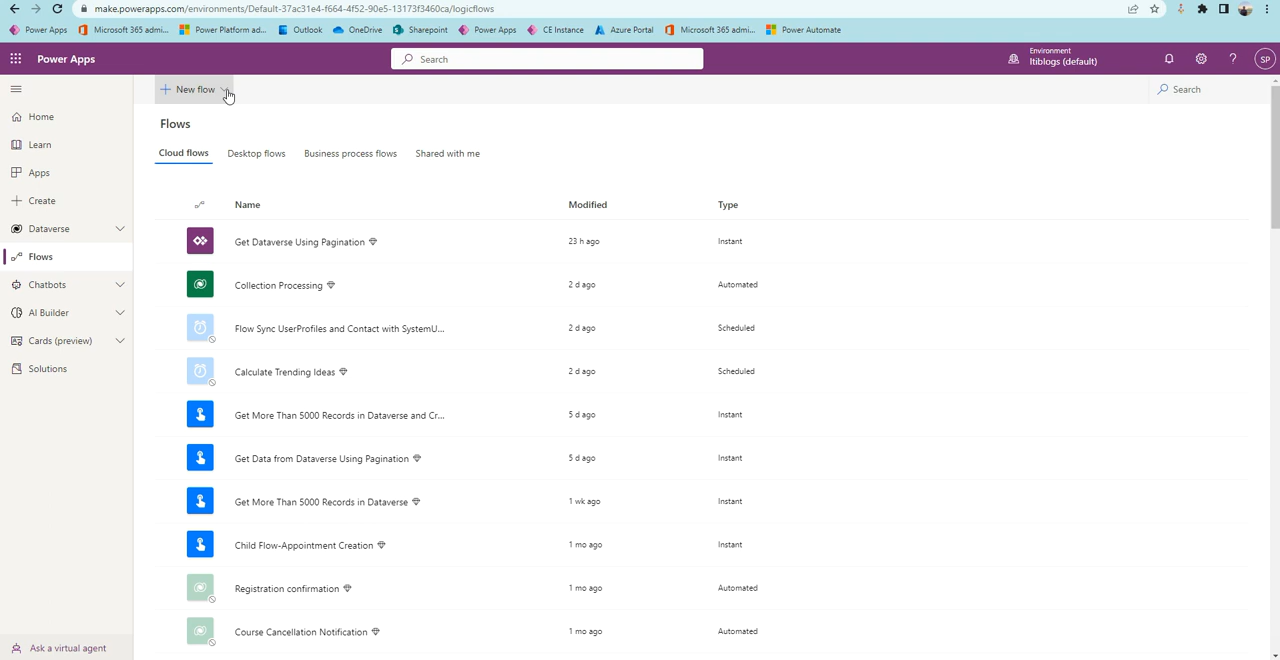 make.powerapps.com/environments/Default-37ac31e4-f664-4f52-90e5-13173f3460ca/logicflows
Power Apps Microsoft 365 admi... Power Platform ad... Outlook OneDrive Sharepoint Power Apps CE Instance Azure Portal Microsoft 365 admi... Power Automate
Power Apps
Search
Environment
ltiblogs (default)
?
SP
New flow
Search
Home
Learn
Apps
Create
Dataverse
Flows
Chatbots
AI Builder
Cards (preview)
Solutions
Ask a virtual agent
Flows
Cloud flows Desktop flows Business process flows Shared with me
Name Modified Type
Get Dataverse Using Pagination 23 h ago Instant
Collection Processing 2 d ago Automated
Flow Sync UserProfiles and Contact with SystemU... 2 d ago Scheduled
Calculate Trending Ideas 2 d ago Scheduled
Get More Than 5000 Records in Dataverse and Cr... 5 d ago Instant
Get Data from Dataverse Using Pagination 5 d ago Instant
Get More Than 5000 Records in Dataverse 1 wk ago Instant
Child Flow-Appointment Creation 1 mo ago Instant
Registration confirmation 1 mo ago Automated
Course Cancellation Notification 1 mo ago Automated